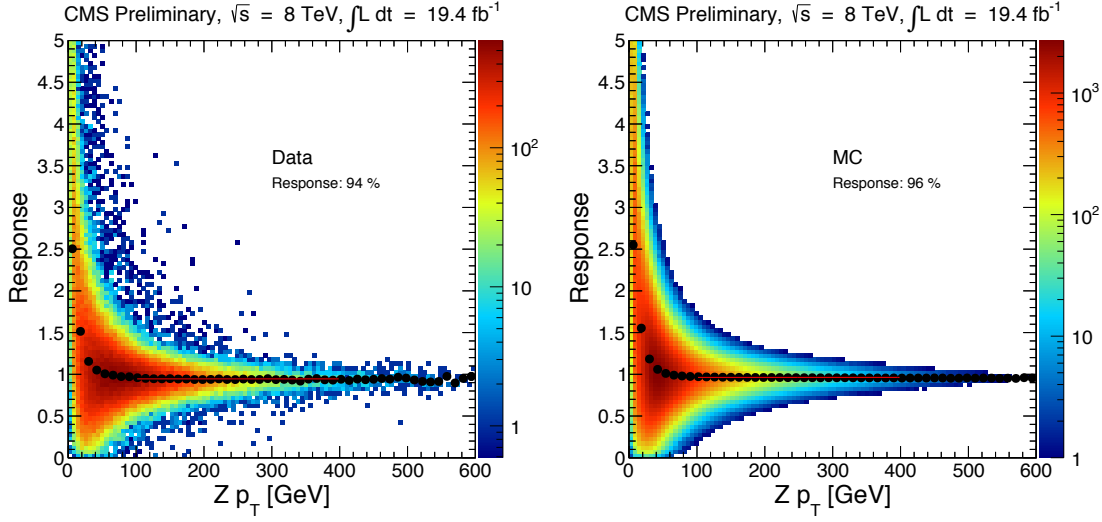 CMS Preliminary, √s = 8 TeV, ∫L dt = 19.4 fb⁻¹
Response
5
4.5
4
3.5
3
2.5
2
1.5
1
0.5
0
Data
Response: 94 %
10²
10
1
0 100 200 300 400 500 600
Z p_T [GeV]
CMS Preliminary, √s = 8 TeV, ∫L dt = 19.4 fb⁻¹
Response
5
4.5
4
3.5
3
2.5
2
1.5
1
0.5
0
MC
Response: 96 %
10³
10²
10
1
0 100 200 300 400 500 600
Z p_T [GeV]